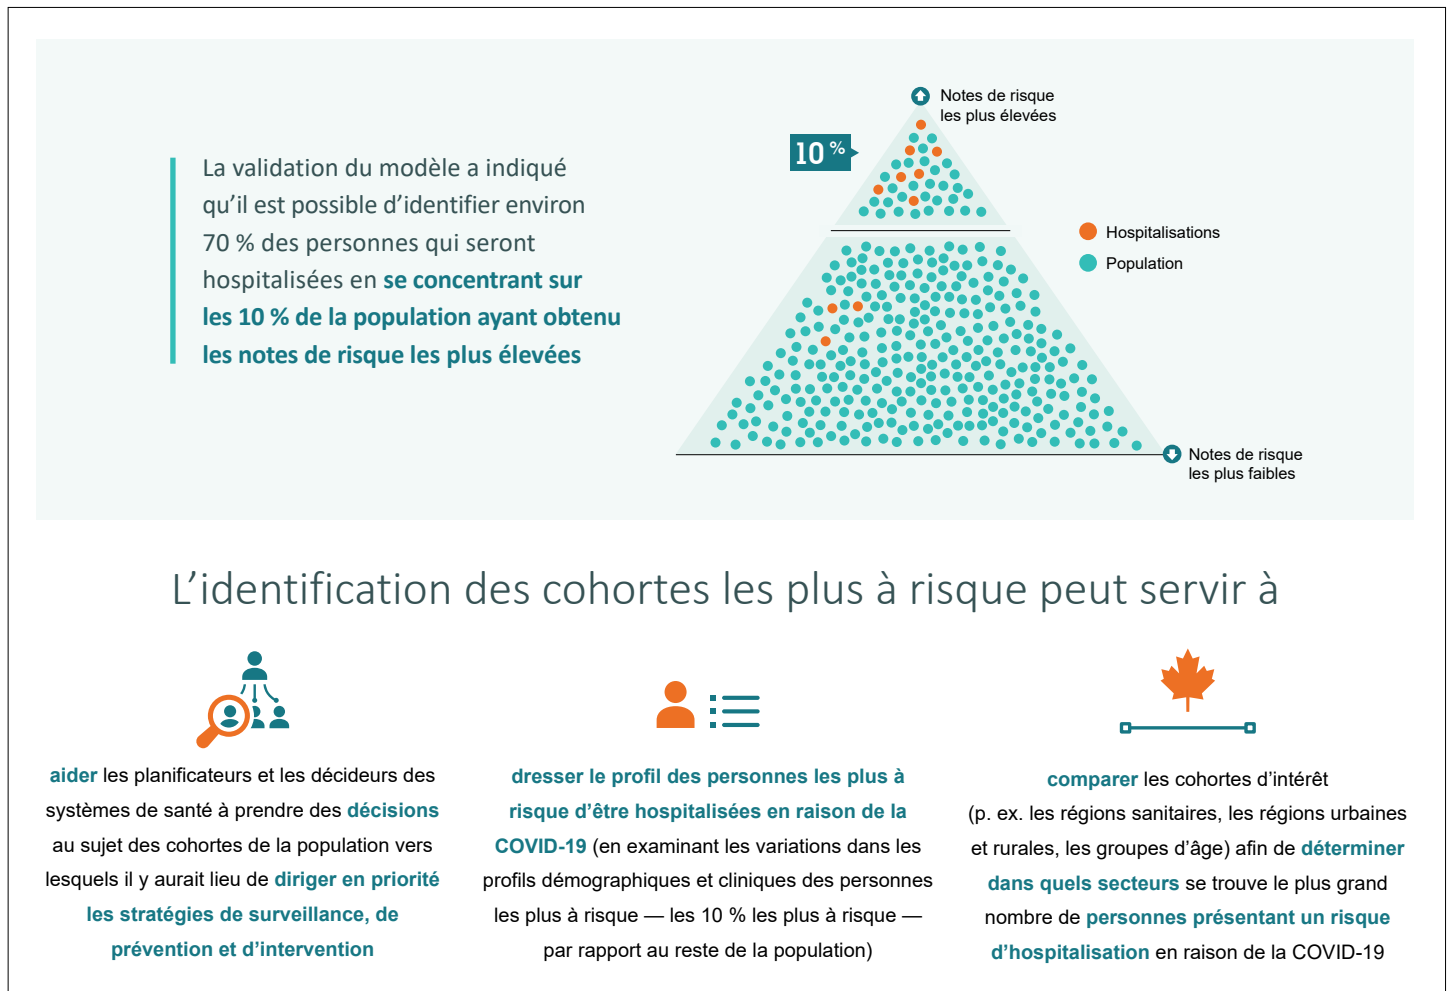 La validation du modèle a indiqué
qu’il est possible d’identifier environ
70 % des personnes qui seront
hospitalisées en se concentrant sur
les 10 % de la population ayant obtenu
les notes de risque les plus élevées
Notes de risque
les plus élevées
10 %
Hospitalisations
Population
Notes de risque
les plus faibles
L’identification des cohortes les plus à risque peut servir à
aider les planificateurs et les décideurs des
systèmes de santé à prendre des décisions
au sujet des cohortes de la population vers
lesquels il y aurait lieu de diriger en priorité
les stratégies de surveillance, de
prévention et d’intervention
dresser le profil des personnes les plus à
risque d’être hospitalisées en raison de la
COVID-19 (en examinant les variations dans les
profils démographiques et cliniques des personnes
les plus à risque — les 10 % les plus à risque —
par rapport au reste de la population)
comparer les cohortes d’intérêt
(p. ex. les régions sanitaires, les régions urbaines
et rurales, les groupes d’âge) afin de déterminer
dans quels secteurs se trouve le plus grand
nombre de personnes présentant un risque
d’hospitalisation en raison de la COVID-19